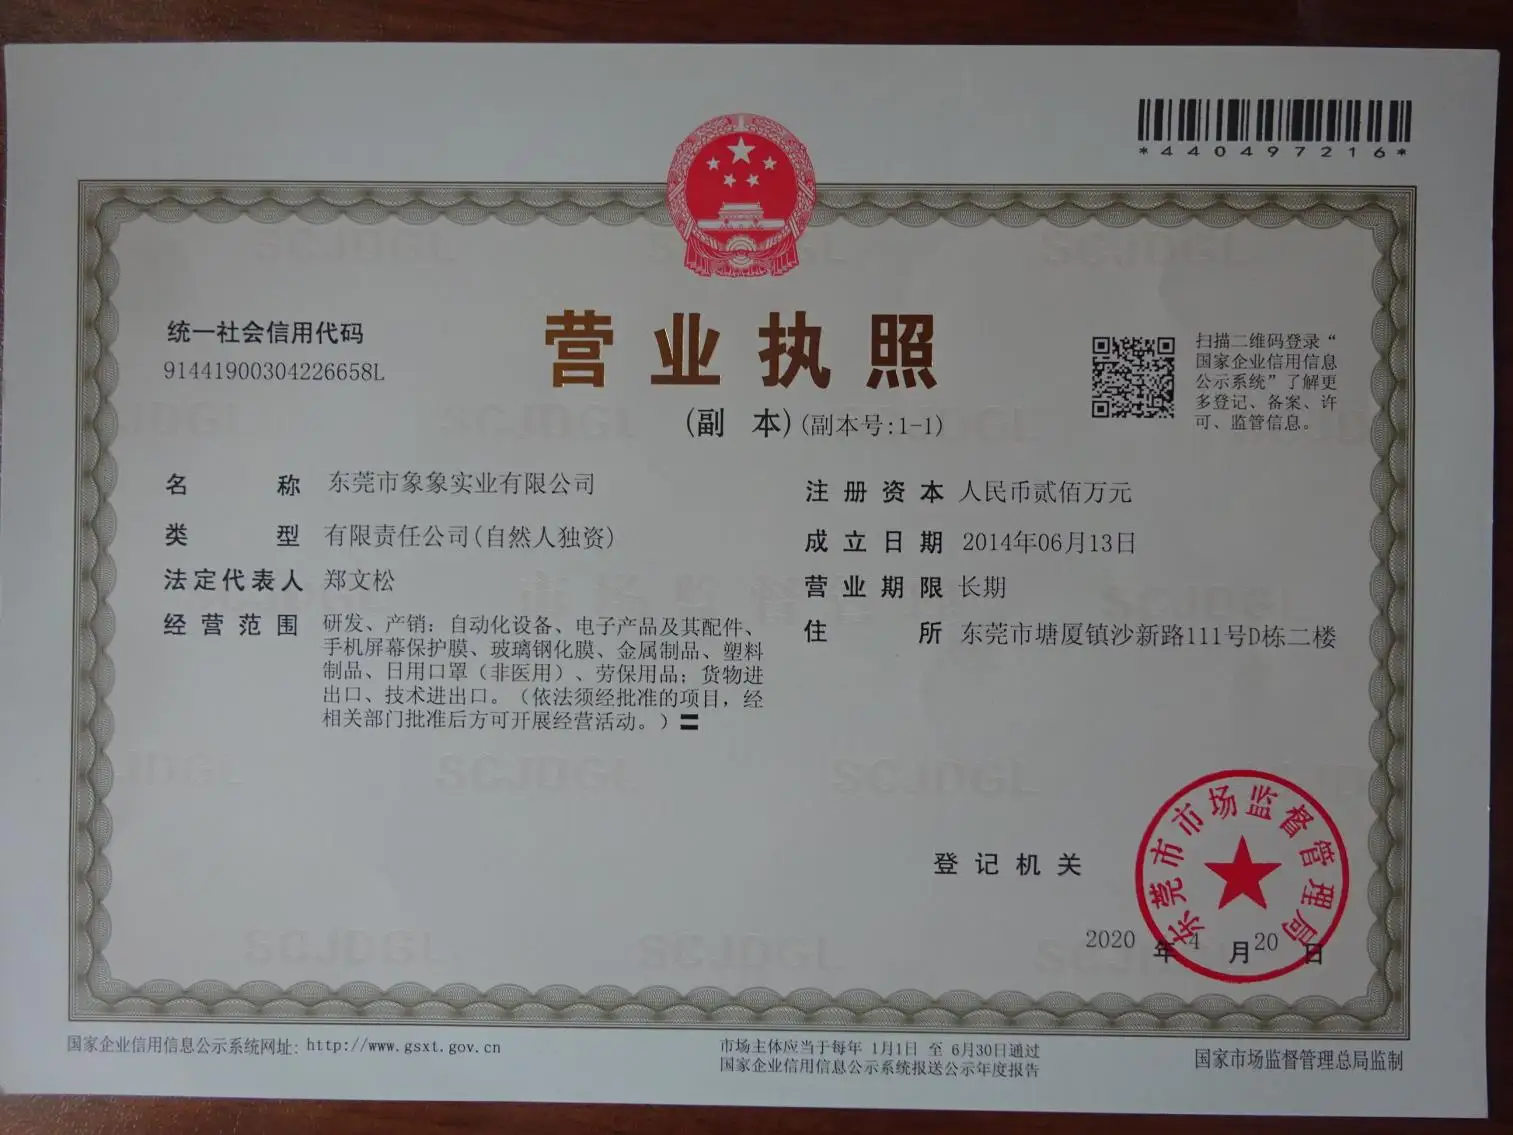 *440497216*
统一社会信用代码
91441900304226658L
营业执照
(副 本)(副本号:1-1)
扫描二维码登录“
国家企业信用信息
公示系统”了解更
多登记、备案、许
可、监管信息。
名 称 东莞市象象实业有限公司
类 型 有限责任公司(自然人独资)
法定代表人 郑文松
经营范围 研发、产销：自动化设备、电子产品及其配件、
手机屏幕保护膜、玻璃钢化膜、金属制品、塑料
制品、日用口罩（非医用）、劳保用品；货物进
出口、技术进出口。（依法须经批准的项目，经
相关部门批准后方可开展经营活动。）
注册资本 人民币贰佰万元
成立日期 2014年06月13日
营业期限 长期
住 所 东莞市塘厦镇沙新路111号D栋二楼
登记机关
东莞市市场监督管理局
2020 年 4 月 20 日
国家企业信用信息公示系统网址：http://www.gsxt.gov.cn
市场主体应当于每年 1月1日 至 6月30日通过
国家企业信用信息公示系统报送公示年度报告
国家市场监督管理总局监制